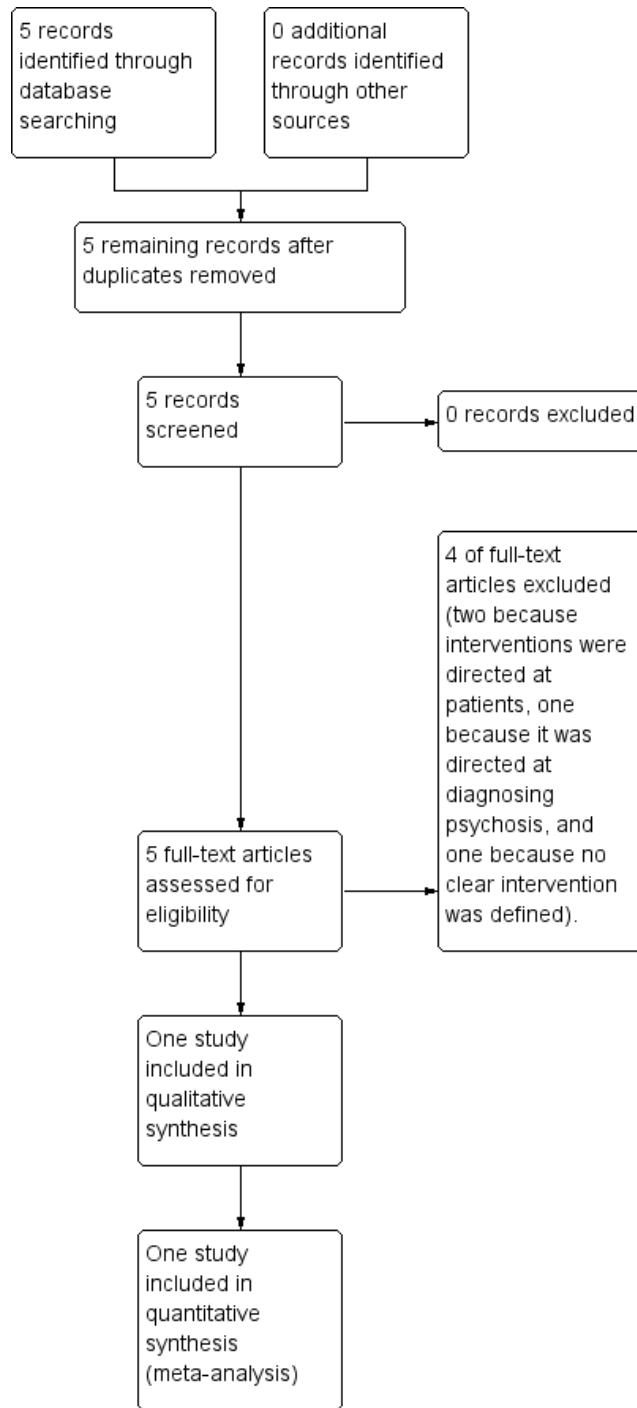 5 records
identified through
database
searching
0 additional
records identified
through other
sources
5 remaining records after
duplicates removed
5 records
screened
0 records excluded
4 of full-text
articles excluded
(two because
interventions were
directed at
patients, one
because it was
directed at
diagnosing
psychosis, and
one because no
clear intervention
was defined).
5 full-text articles
assessed for
eligibility
One study
included in
qualitative
synthesis
One study
included in
quantitative
synthesis
(meta-analysis)